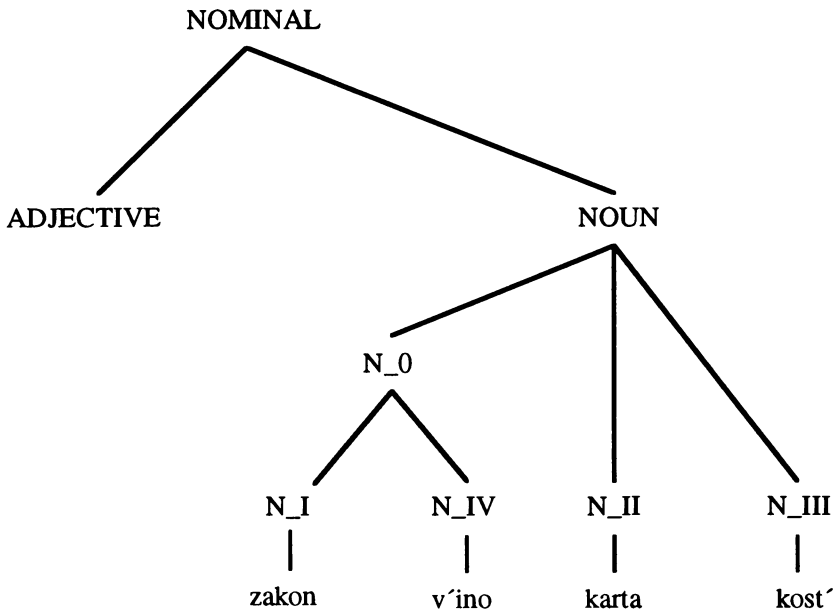 NOMINAL
ADJECTIVE NOUN
N_0
N_I N_IV N_II N_III
zakon v´ino karta kost´